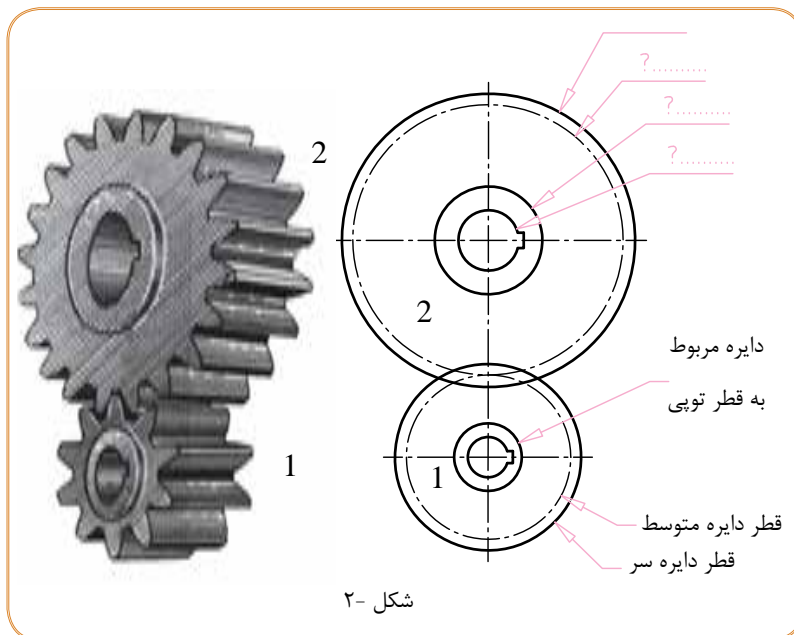 ? ..........
2
? ..........
? ..........
2
دایره مربوط
به قطر توپی
1
1
قطر دایره متوسط
قطر دایره سر
شکل -۲